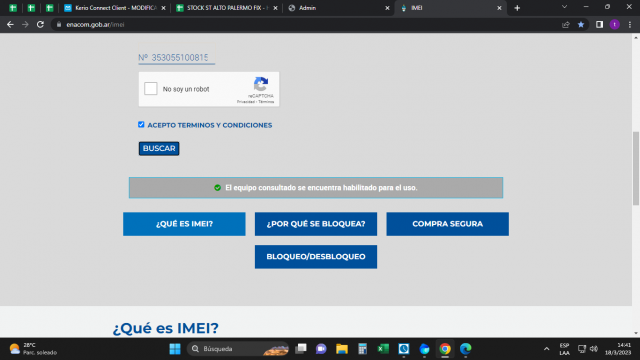 Kerio Connect Client - MODIFICA
STOCK ST ALTO PALERMO FIX -
Admin
IMEI
enacom.gob.ar/imei
Nº 353055100815
No soy un robot
reCAPTCHA
Privacidad - Términos
ACEPTO TERMINOS Y CONDICIONES
BUSCAR
El equipo consultado se encuentra habilitado para el uso.
¿QUÉ ES IMEI?
¿POR QUÉ SE BLOQUEA?
COMPRA SEGURA
BLOQUEO/DESBLOQUEO
¿Qué es IMEI?
28°C
Parc. soleado
Búsqueda
ESP
LAA
14:41
18/3/2023